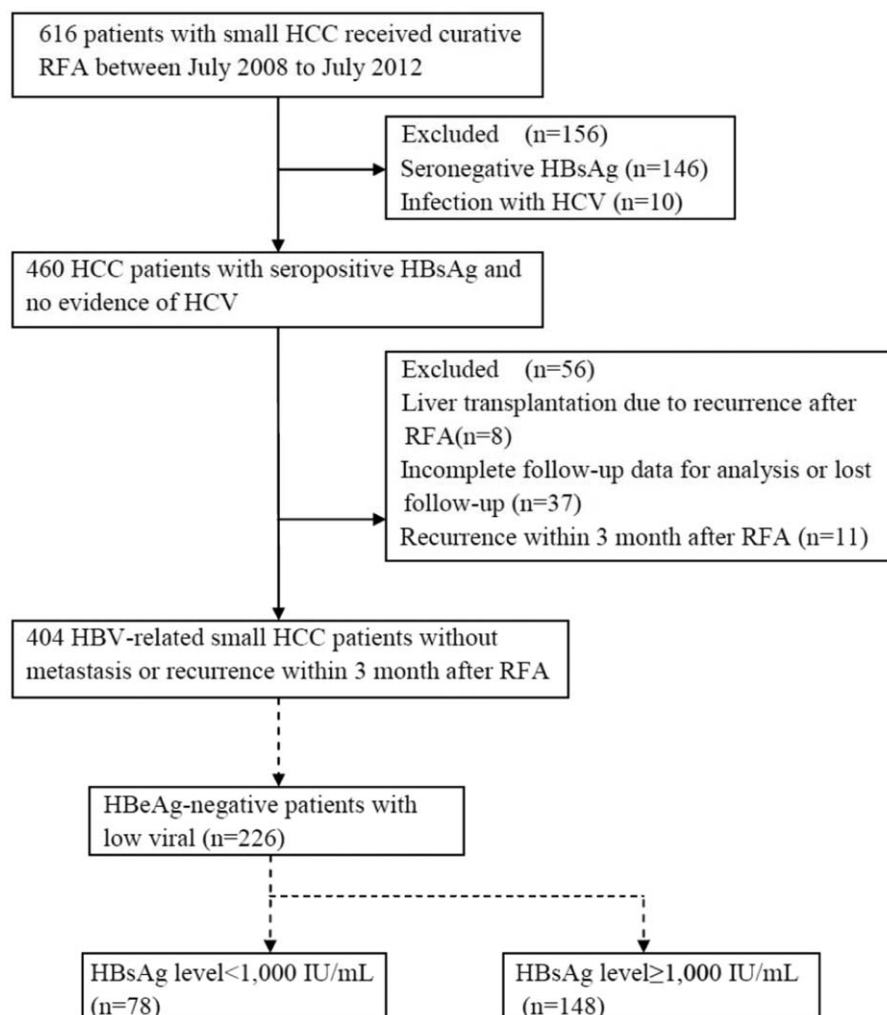 616 patients with small HCC received curative
RFA between July 2008 to July 2012
Excluded (n=156)
Seronegative HBsAg (n=146)
Infection with HCV (n=10)
460 HCC patients with seropositive HBsAg and
no evidence of HCV
Excluded (n=56)
Liver transplantation due to recurrence after
RFA(n=8)
Incomplete follow-up data for analysis or lost
follow-up (n=37)
Recurrence within 3 month after RFA (n=11)
404 HBV-related small HCC patients without
metastasis or recurrence within 3 month after RFA
HBeAg-negative patients with
low viral (n=226)
HBsAg level<1,000 IU/mL
(n=78)
HBsAg level≥1,000 IU/mL
(n=148)